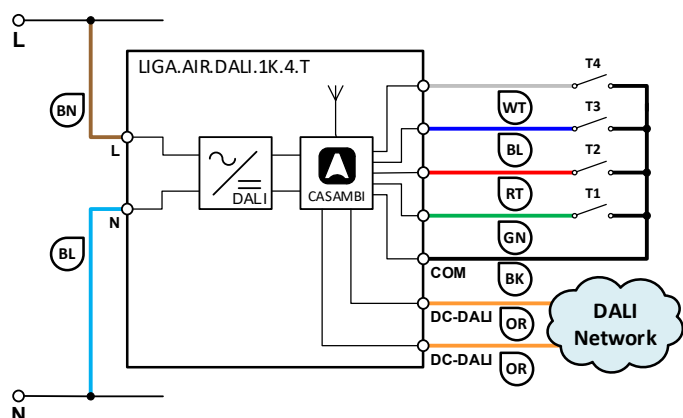 L
LIGA.AIR.DALI.1K.4.T
T4
BN
WT
T3
L
BL
T2
DALI
CASAMBI
RT
T1
N
GN
BL
COM
BK
DC-DALI
OR
DALI
Network
DC-DALI
OR
N